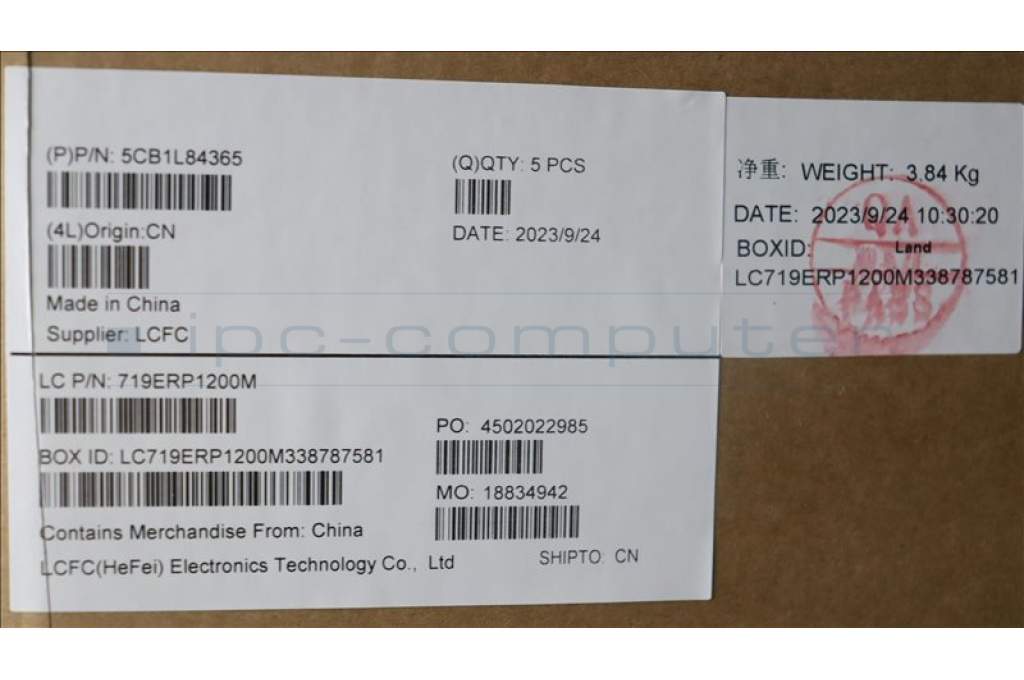 (P)P/N: 5CB1L84365
(Q)QTY: 5 PCS
(4L)Origin:CN
DATE: 2023/9/24
Made in China
Supplier: LCFC
净重: WEIGHT: 3.84 Kg
DATE: 2023/9/24 10:30:20
BOXID: Land
LC719ERP1200M338787581
QA
ipc-computer
LC P/N: 719ERP1200M
PO: 4502022985
BOX ID: LC719ERP1200M338787581
MO: 18834942
Contains Merchandise From: China
LCFC(HeFei) Electronics Technology Co., Ltd
SHIPTO: CN